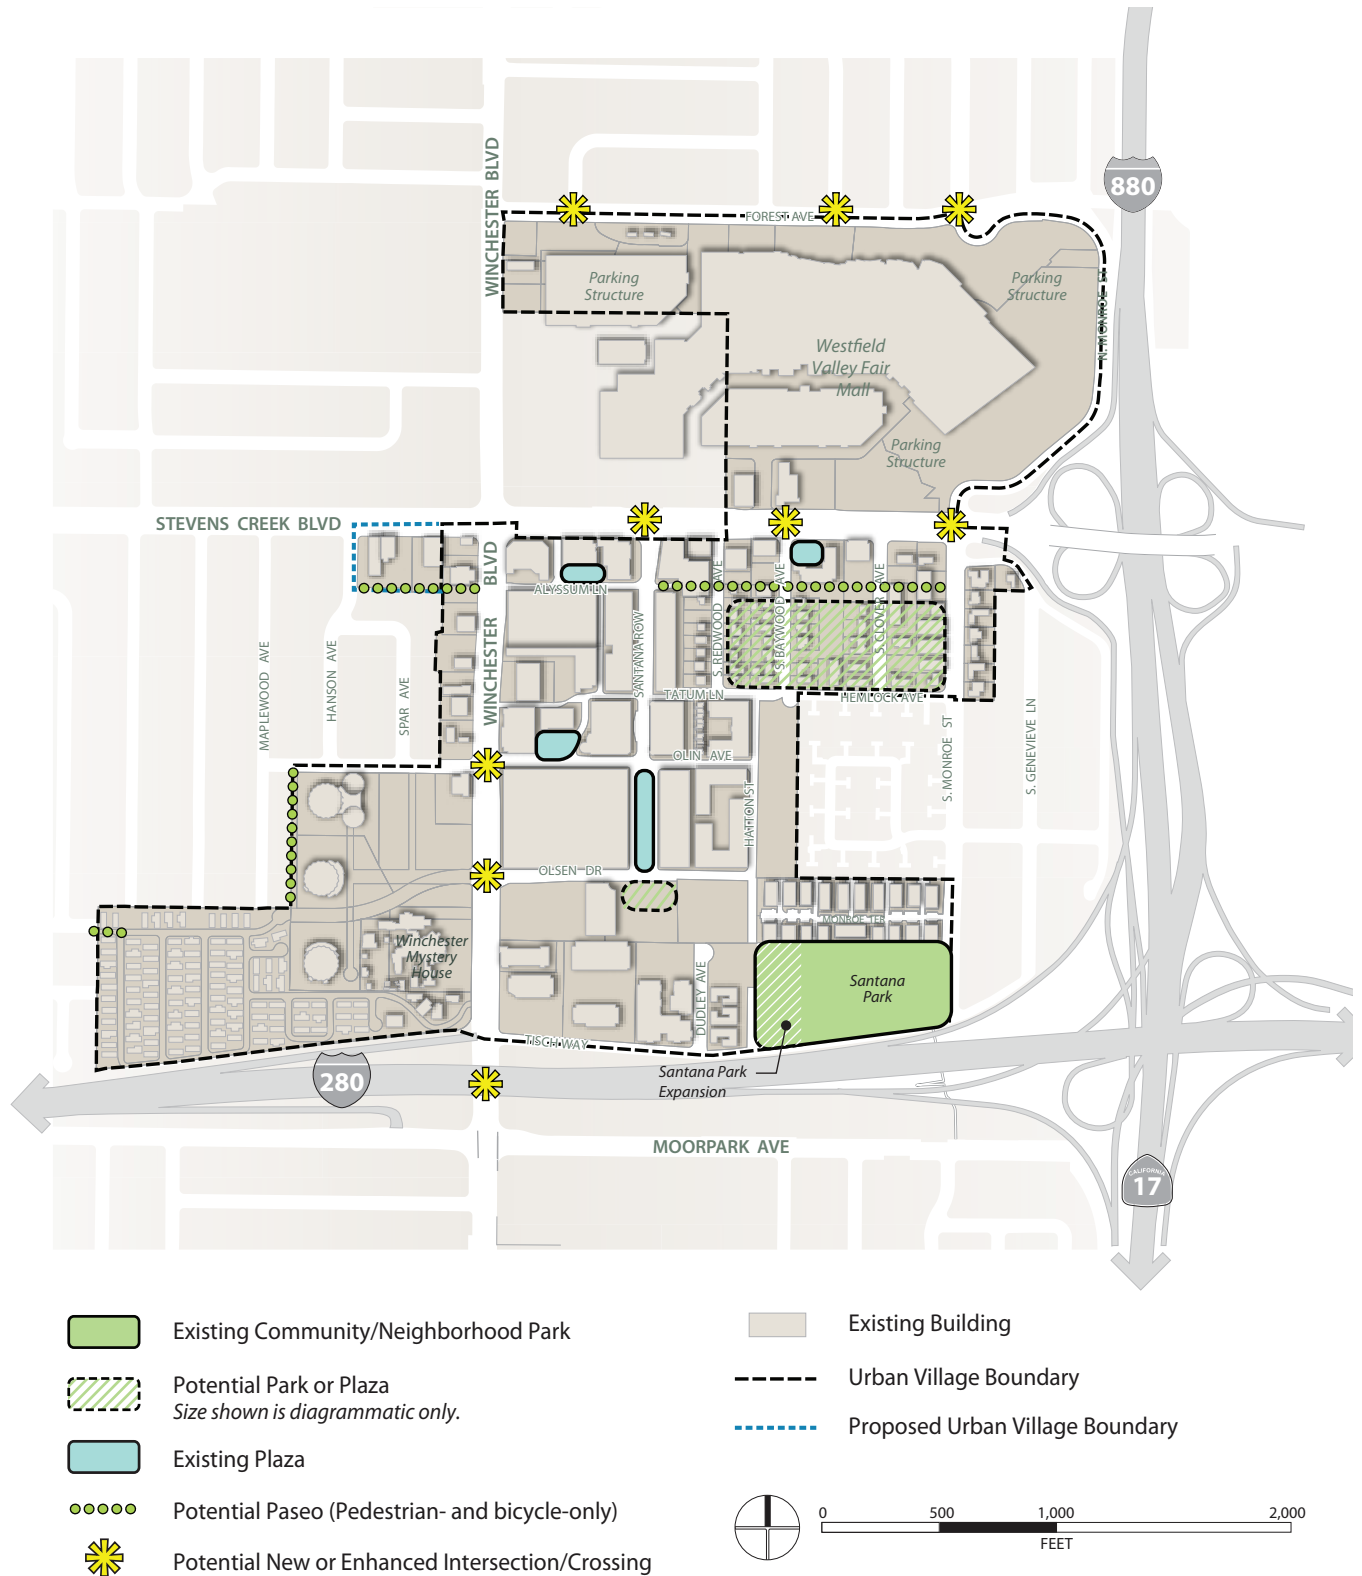 WINCHESTER BLVD
880
FOREST AVE
Parking
Structure
Parking
Structure
N. MONROE ST
Westfield
Valley Fair
Mall
Parking
Structure
STEVENS CREEK BLVD
WINCHESTER BLVD
ALYSSUM LN
SANTANA ROW
S. REDWOOD AVE
S. BAYWOOD AVE
S. CLOVER AVE
MAPLEWOOD AVE
HANSON AVE
SPAR AVE
TATUM LN
HEMLOCK AVE
S. MONROE ST
S. GENEVIEVE LN
OLIN AVE
HATTON ST
OLSEN DR
MONROE TER
Winchester
Mystery
House
DUDLEY AVE
Santana
Park
TISCH WAY
Santana Park
Expansion
280
MOORPARK AVE
CALIFORNIA
17
Existing Community/Neighborhood Park
Potential Park or Plaza
Size shown is diagrammatic only.
Existing Plaza
Potential Paseo (Pedestrian- and bicycle-only)
Potential New or Enhanced Intersection/Crossing
Existing Building
Urban Village Boundary
Proposed Urban Village Boundary
0 500 1,000 2,000
FEET